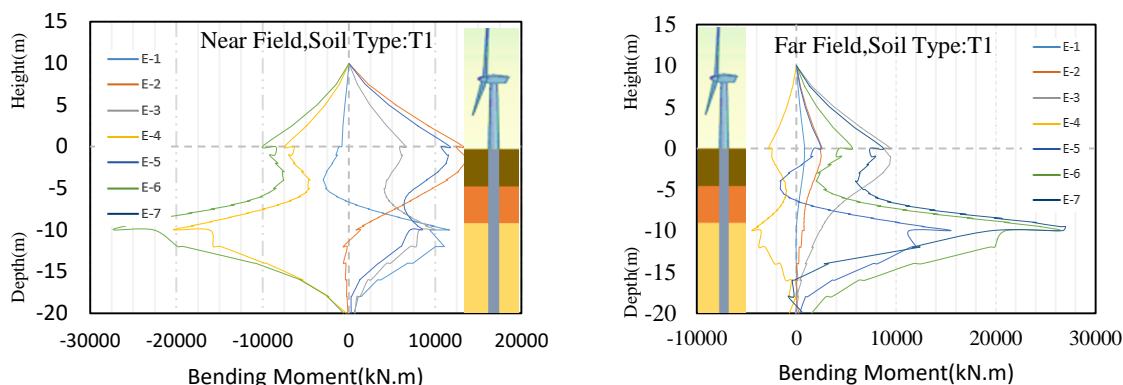 Near Field,Soil Type:T1
Height(m)
Depth(m)
15
10
5
0
-5
-10
-15
-20
E-1
E-2
E-3
E-4
E-5
E-6
E-7
-30000 -20000 -10000 0 10000 20000
Bending Moment(kN.m)
Far Field,Soil Type:T1
Height(m)
Depth(m)
15
10
5
0
-5
-10
-15
-20
E-1
E-2
E-3
E-4
E-5
E-6
E-7
-10000 0 10000 20000 30000
Bending Moment(kN.m)